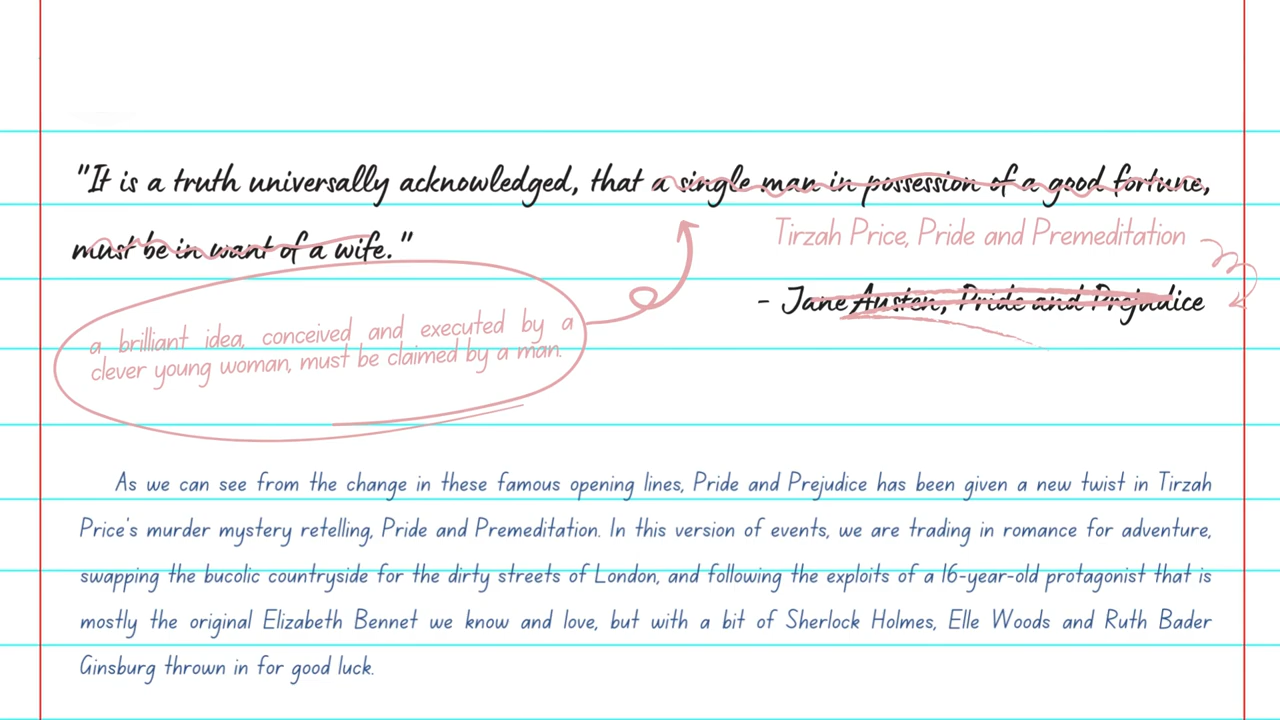 "It is a truth universally acknowledged, that a single man in possession of a good fortune,
Tirzah Price, Pride and Premeditation
must be in want of a wife."
- Jane Austen, Pride and Prejudice
a brilliant idea, conceived and executed by a
clever young woman, must be claimed by a man.
As we can see from the change in these famous opening lines, Pride and Prejudice has been given a new twist in Tirzah
Price's murder mystery retelling, Pride and Premeditation. In this version of events, we are trading in romance for adventure,
swapping the bucolic countryside for the dirty streets of London, and following the exploits of a 16-year-old protagonist that is
mostly the original Elizabeth Bennet we know and love, but with a bit of Sherlock Holmes, Elle Woods and Ruth Bader
Ginsburg thrown in for good luck.